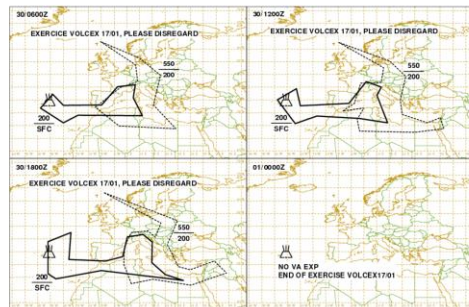 30/0600Z
EXERCICE VOLCEX 17/01, PLEASE DISREGARD
550
200
200
SFC
30/1200Z
EXERCICE VOLCEX 17/01, PLEASE DISREGARD
550
200
200
SFC
30/1800Z
EXERCICE VOLCEX 17/01, PLEASE DISREGARD
550
200
200
SFC
01/0000Z
NO VA EXP
END OF EXERCISE VOLCEX17/01